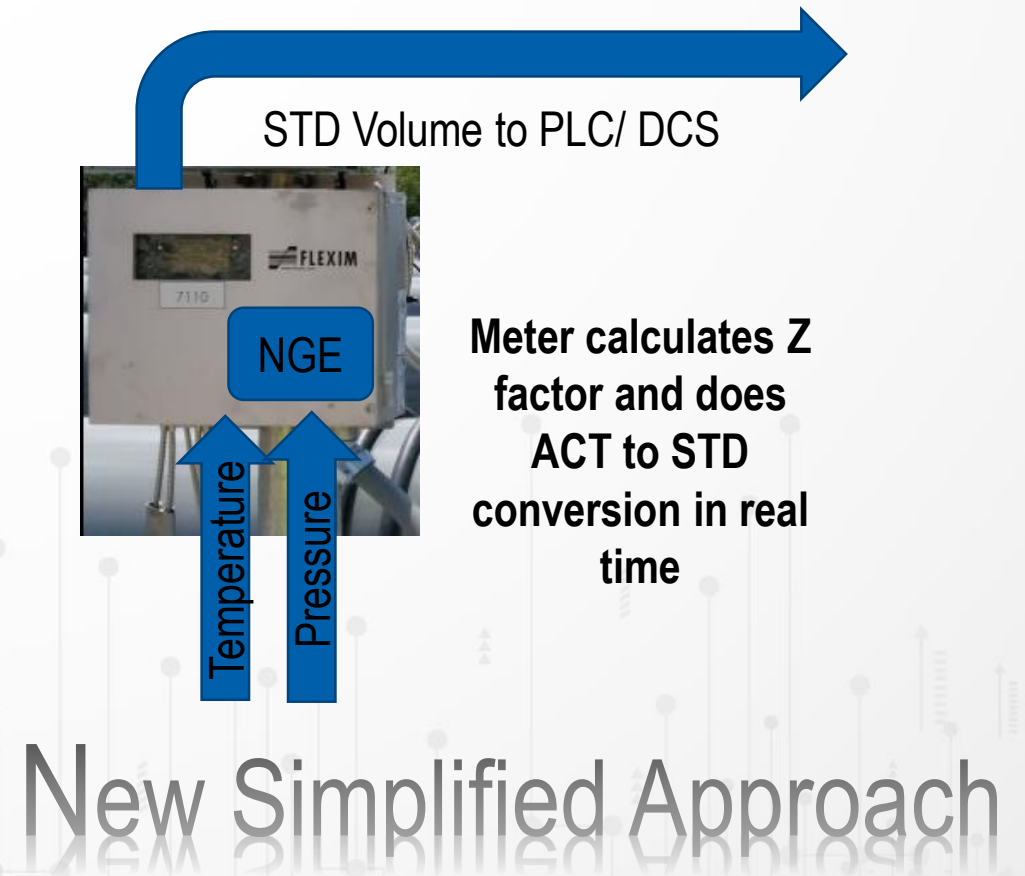 STD Volume to PLC/ DCS
FLEXIM
7110
NGE
Meter calculates Z
factor and does
ACT to STD
conversion in real
time
Temperature
Pressure
New Simplified Approach